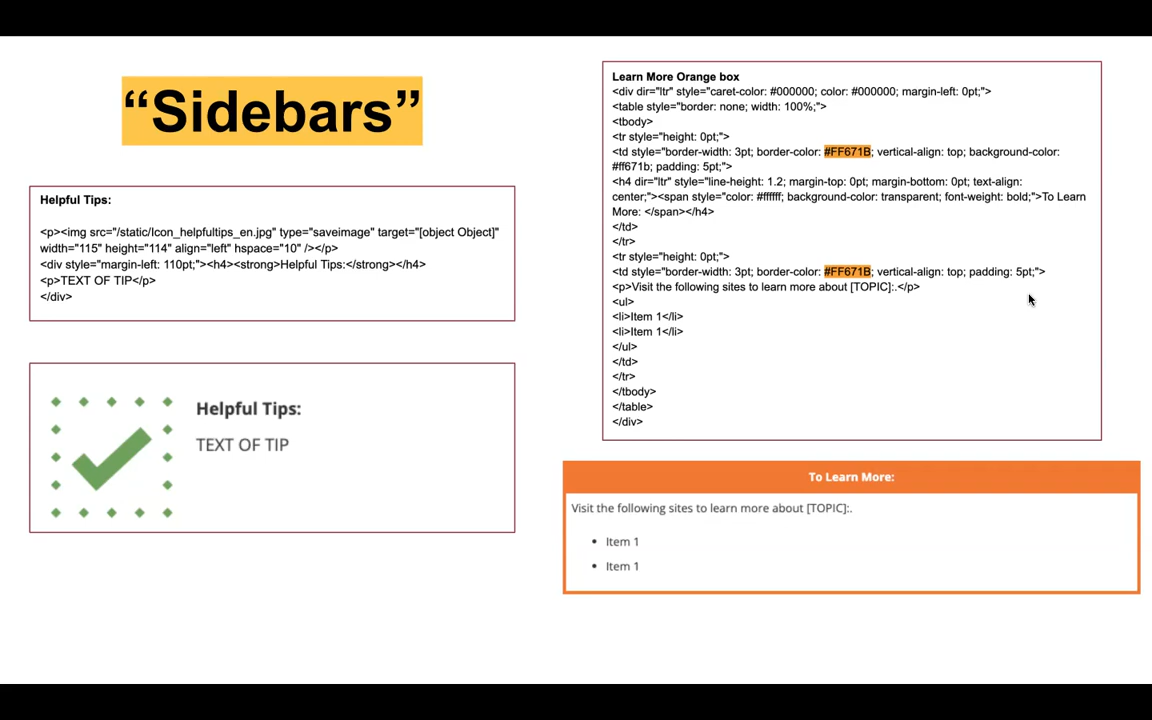 “Sidebars”
Helpful Tips:
<p><img src="/static/Icon_helpfultips_en.jpg" type="saveimage" target="[object Object]"
width="115" height="114" align="left" hspace="10" /></p>
<div style="margin-left: 110pt;"><h4><strong>Helpful Tips:</strong></h4>
<p>TEXT OF TIP</p>
</div>
Helpful Tips:
TEXT OF TIP
Learn More Orange box
<div dir="ltr" style="caret-color: #000000; color: #000000; margin-left: 0pt;">
<table style="border: none; width: 100%;">
<tbody>
<tr style="height: 0pt;">
<td style="border-width: 3pt; border-color: #FF671B; vertical-align: top; background-color:
#ff671b; padding: 5pt;">
<h4 dir="ltr" style="line-height: 1.2; margin-top: 0pt; margin-bottom: 0pt; text-align:
center;"><span style="color: #ffffff; background-color: transparent; font-weight: bold;">To Learn
More: </span></h4>
</td>
</tr>
<tr style="height: 0pt;">
<td style="border-width: 3pt; border-color: #FF671B; vertical-align: top; padding: 5pt;">
<p>Visit the following sites to learn more about [TOPIC]:.</p>
<ul>
<li>Item 1</li>
<li>Item 1</li>
</ul>
</td>
</tr>
</tbody>
</table>
</div>
To Learn More:
Visit the following sites to learn more about [TOPIC]:.
• Item 1
• Item 1